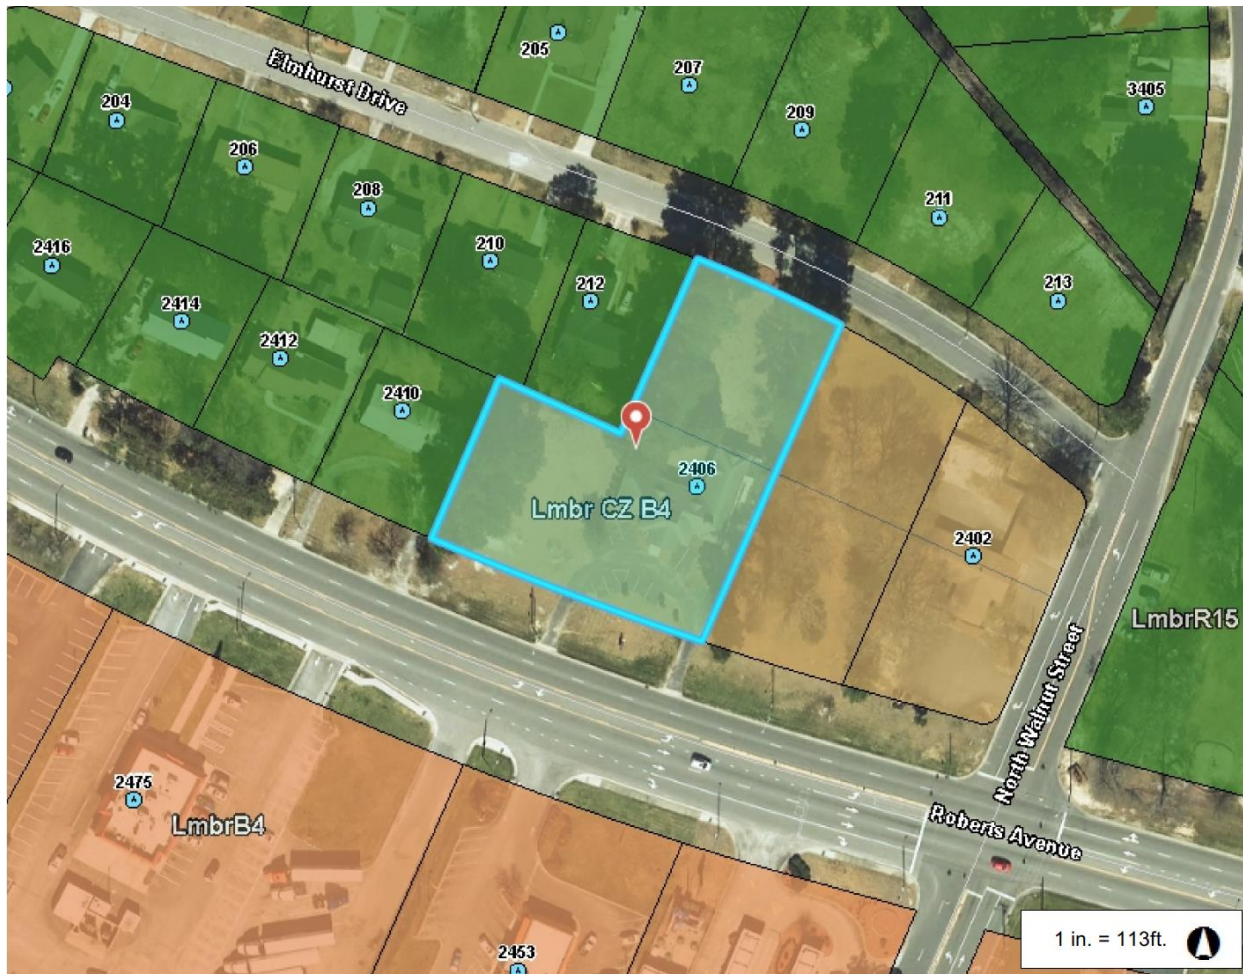 205
207
Elmhurst Drive
209
3405
204
206
208
211
210
2416
212
213
2414
2412
2410
2406
Lmbr CZ B4
2402
LmbrR15
North Walnut Street
2475
LmbrB4
Roberts Avenue
2453
1 in. = 113ft.